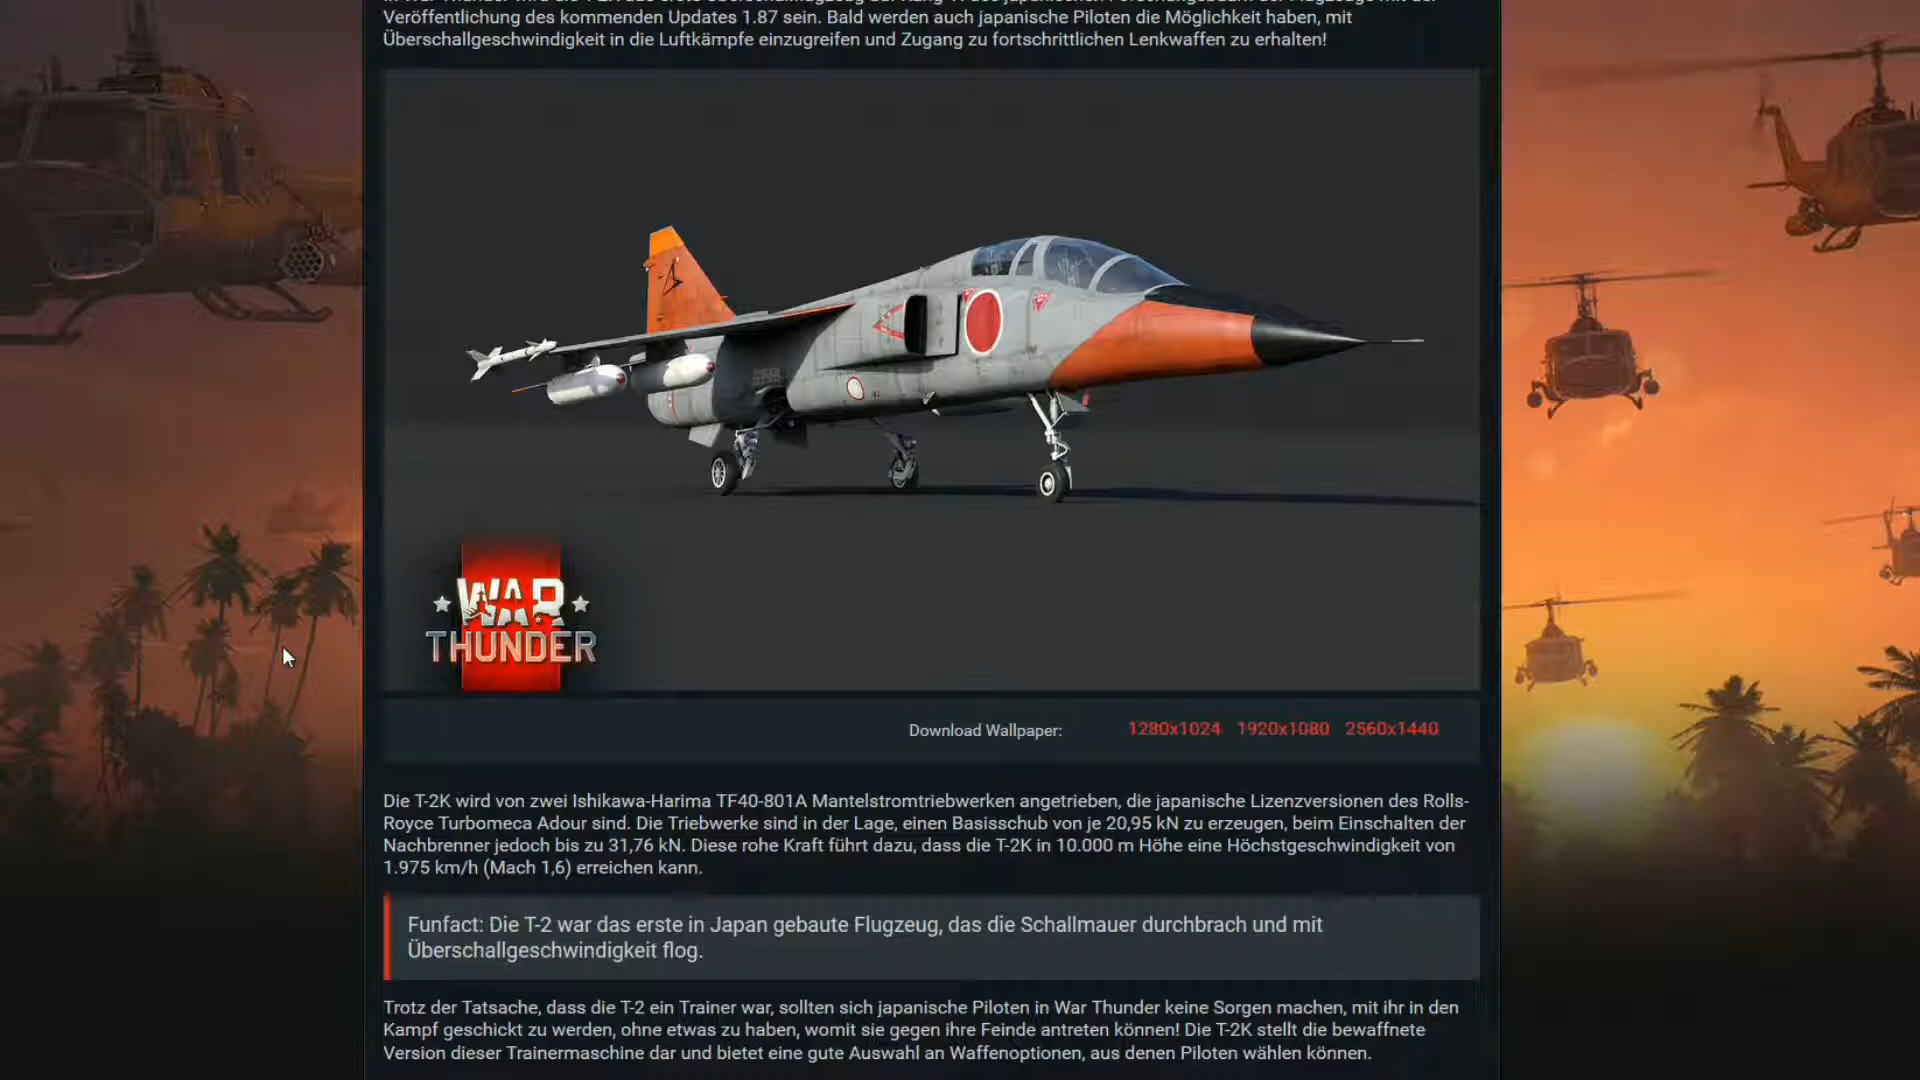 Veröffentlichung des kommenden Updates 1.87 sein. Bald werden auch japanische Piloten die Möglichkeit haben, mit
Überschallgeschwindigkeit in die Luftkämpfe einzugreifen und Zugang zu fortschrittlichen Lenkwaffen zu erhalten!
WAR
THUNDER
Download Wallpaper: 1280x1024 1920x1080 2560x1440
Die T-2K wird von zwei Ishikawa-Harima TF40-801A Mantelstromtriebwerken angetrieben, die japanische Lizenzversionen des Rolls-
Royce Turbomeca Adour sind. Die Triebwerke sind in der Lage, einen Basisschub von je 20,95 kN zu erzeugen, beim Einschalten der
Nachbrenner jedoch bis zu 31,76 kN. Diese rohe Kraft führt dazu, dass die T-2K in 10.000 m Höhe eine Höchstgeschwindigkeit von
1.975 km/h (Mach 1,6) erreichen kann.
Funfact: Die T-2 war das erste in Japan gebaute Flugzeug, das die Schallmauer durchbrach und mit
Überschallgeschwindigkeit flog.
Trotz der Tatsache, dass die T-2 ein Trainer war, sollten sich japanische Piloten in War Thunder keine Sorgen machen, mit ihr in den
Kampf geschickt zu werden, ohne etwas zu haben, womit sie gegen ihre Feinde antreten können! Die T-2K stellt die bewaffnete
Version dieser Trainermaschine dar und bietet eine gute Auswahl an Waffenoptionen, aus denen Piloten wählen können.